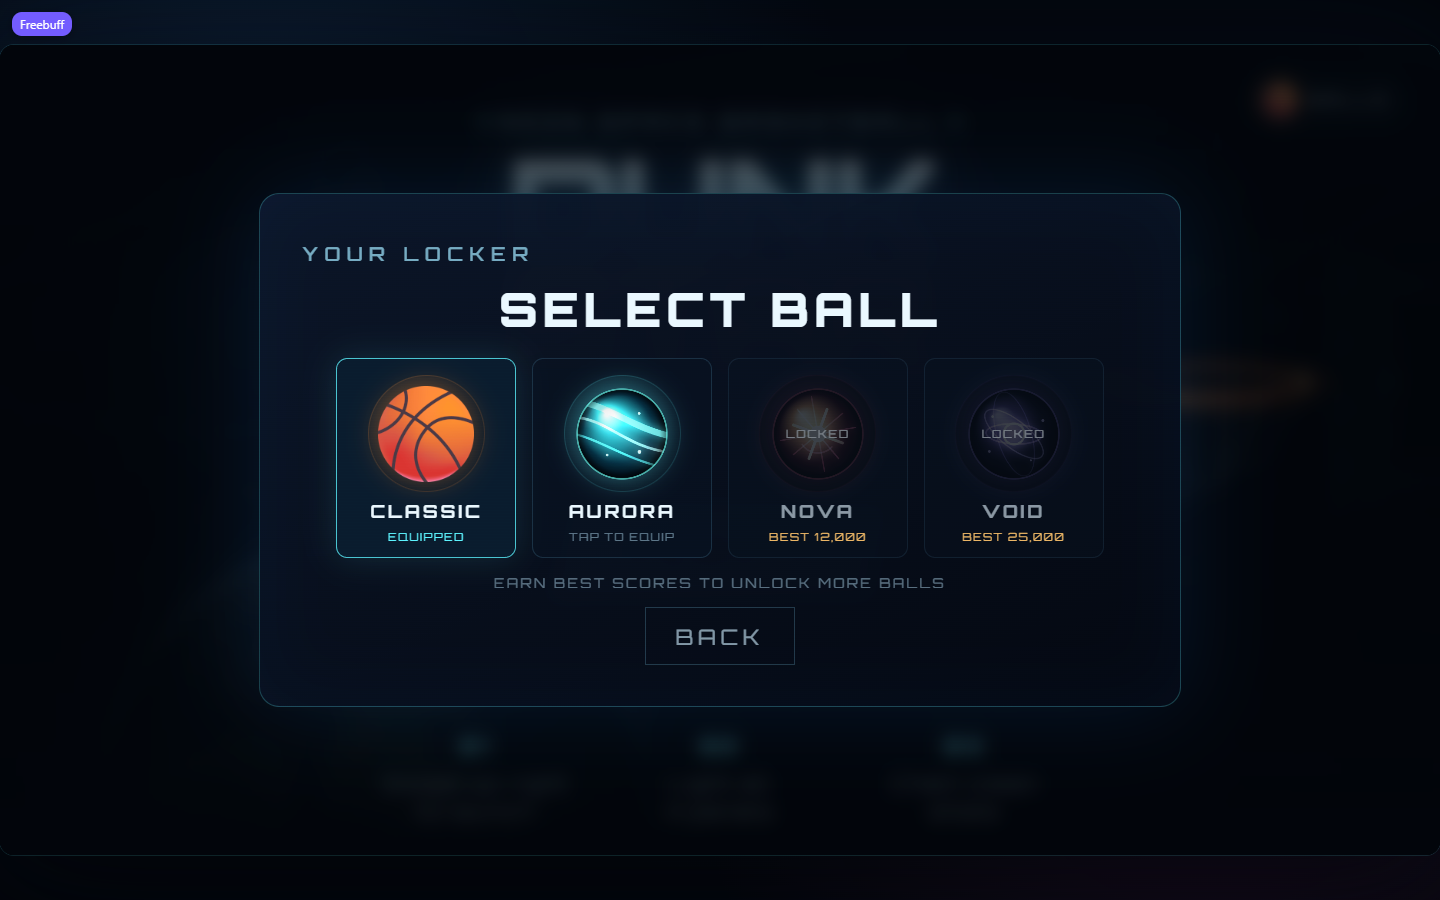 Freebuff
YOUR LOCKER
SELECT BALL
LOCKED
LOCKED
CLASSIC
AURORA
NOVA
VOID
EQUIPPED
TAP TO EQUIP
BEST 12,000
BEST 25,000
EARN BEST SCORES TO UNLOCK MORE BALLS
BACK